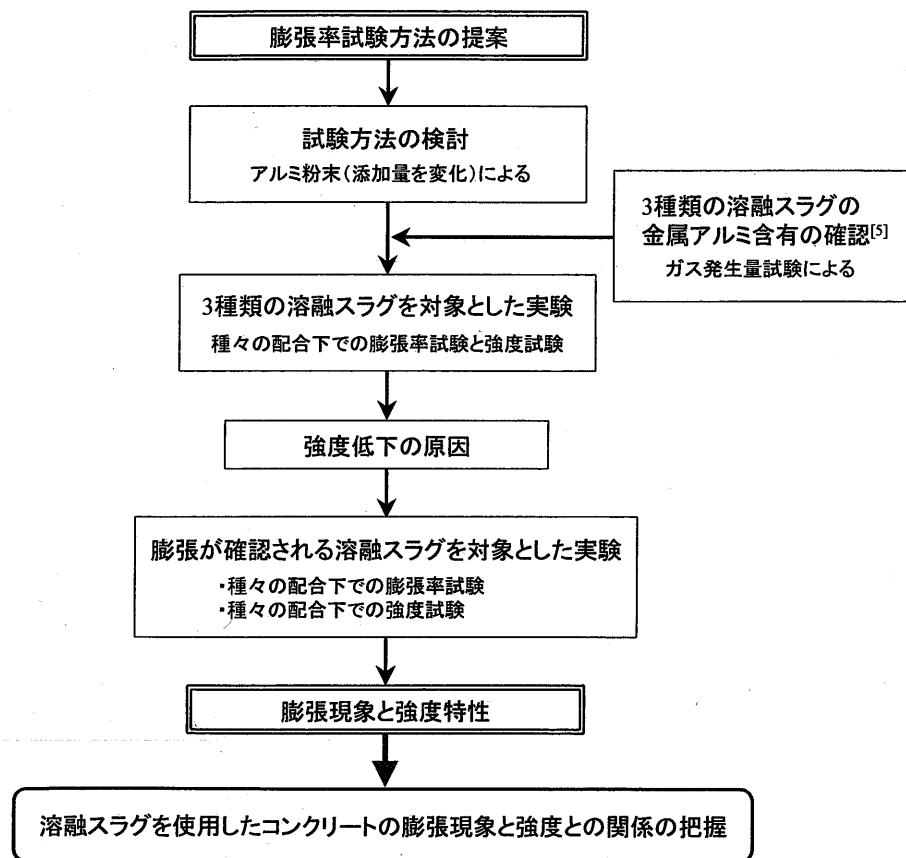 膨張率試験方法の提案
試験方法の検討
アルミ粉末(添加量を変化)による
3種類の溶融スラグの
金属アルミ含有の確認[5]
ガス発生量試験による
3種類の溶融スラグを対象とした実験
種々の配合下での膨張率試験と強度試験
強度低下の原因
膨張が確認される溶融スラグを対象とした実験
・種々の配合下での膨張率試験
・種々の配合下での強度試験
膨張現象と強度特性
溶融スラグを使用したコンクリートの膨張現象と強度との関係の把握